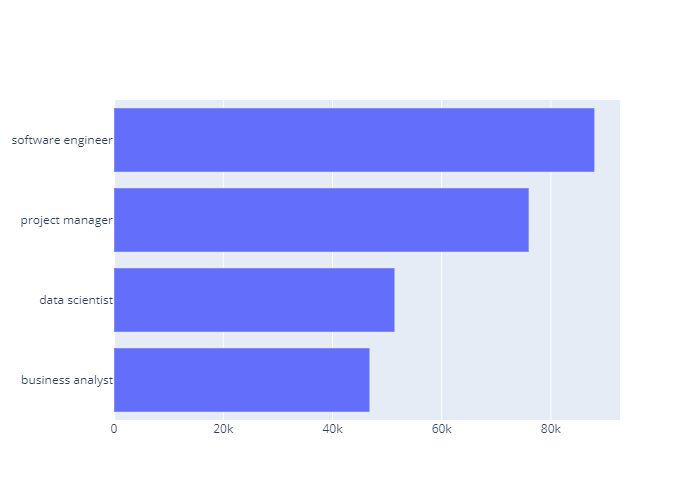 software engineer
project manager
data scientist
business analyst
0 20k 40k 60k 80k